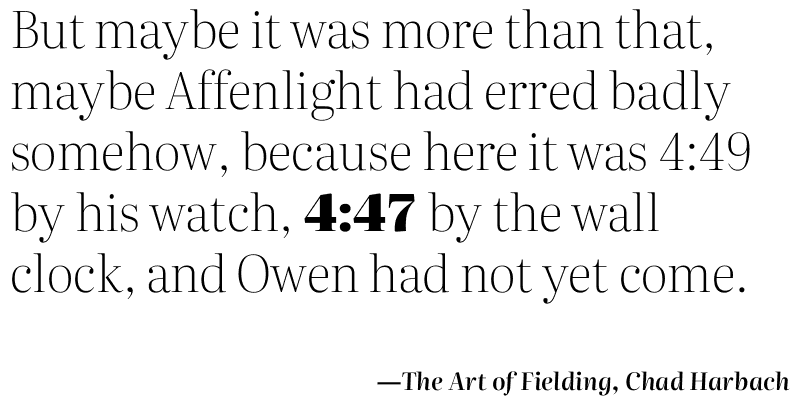 But maybe it was more than that,
maybe Affenlight had erred badly
somehow, because here it was 4:49
by his watch, 4:47 by the wall
clock, and Owen had not yet come.
—The Art of Fielding, Chad Harbach